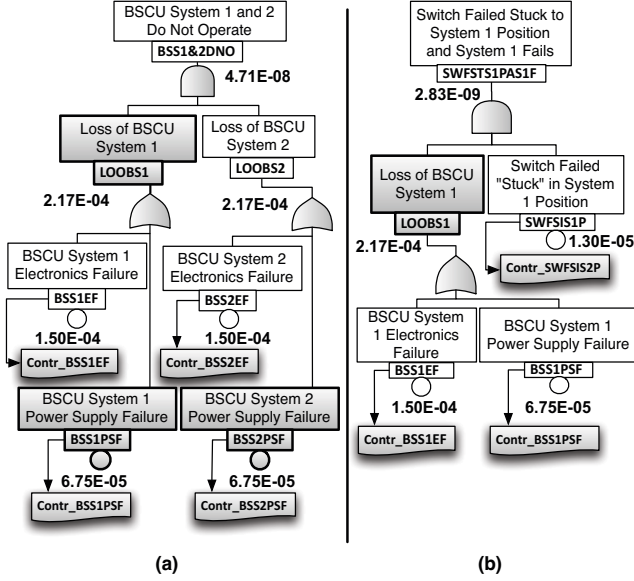 BSCU System 1 and 2
Do Not Operate
BSS1&2DNO
4.71E-08
Loss of BSCU
System 1
LOOBS1
2.17E-04
Loss of BSCU
System 2
LOOBS2
2.17E-04
BSCU System 1
Electronics Failure
BSS1EF
1.50E-04
Contr_BSS1EF
BSCU System 2
Electronics Failure
BSS2EF
1.50E-04
Contr_BSS2EF
BSCU System 1
Power Supply Failure
BSS1PSF
6.75E-05
Contr_BSS1PSF
BSCU System 2
Power Supply Failure
BSS2PSF
6.75E-05
Contr_BSS2PSF
(a)
Switch Failed Stuck to
System 1 Position
and System 1 Fails
SWFSTS1PAS1F
2.83E-09
Loss of BSCU
System 1
LOOBS1
2.17E-04
Switch Failed
"Stuck" in System
1 Position
SWFSIS1P
1.30E-05
Contr_SWFSIS2P
BSCU System
1 Electronics
Failure
BSS1EF
1.50E-04
Contr_BSS1EF
BSCU System 1
Power Supply Failure
BSS1PSF
6.75E-05
Contr_BSS1PSF
(b)